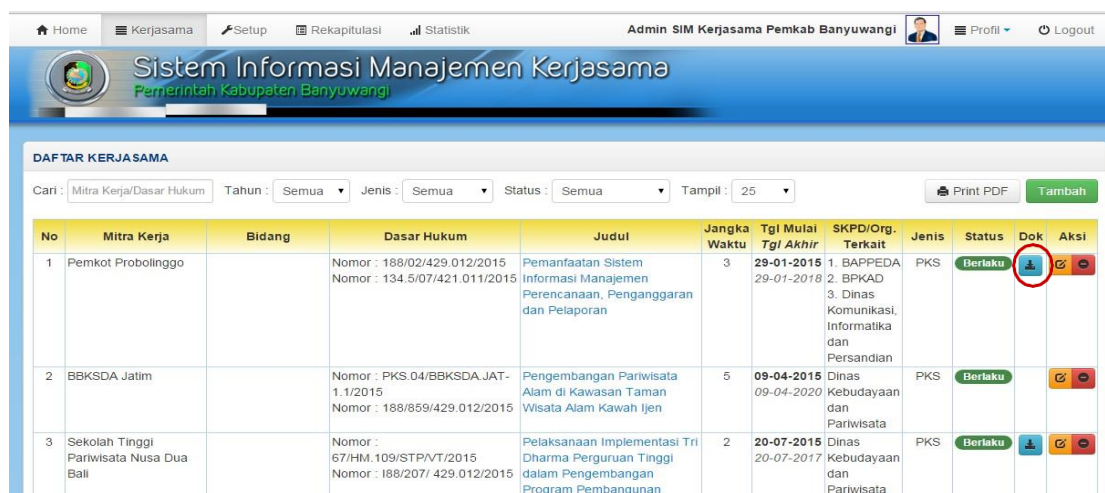 Home Kerjasama Setup Rekapitulasi Statistik Admin SIM Kerjasama Pemkab Banyuwangi Profil Logout
Sistem Informasi Manajemen Kerjasama
Pemerintah Kabupaten Banyuwangi
DAFTAR KERJASAMA
Cari : Mitra Kerja/Dasar Hukum Tahun : Semua Jenis : Semua Status : Semua Tampil : 25 Print PDF Tambah
No Mitra Kerja Bidang Dasar Hukum Judul Jangka Waktu Tgl Mulai Tgl Akhir SKPD/Org. Terkait Jenis Status Dok Aksi
1 Pemkot Probolinggo Nomor : 188/02/429.012/2015 Pemanfaatan Sistem 3 29-01-2015 1. BAPPEDA PKS Berlaku
Nomor : 134.5/07/421.011/2015 Informasi Manajemen 29-01-2018 2. BPKAD
Perencanaan, Penganggaran 3. Dinas
dan Pelaporan Komunikasi,
Informatika
dan
Persandian
2 BBKSDA Jatim Nomor : PKS.04/BBKSDA.JAT- Pengembangan Pariwisata 5 09-04-2015 Dinas PKS Berlaku
1.1/2015 Alam di Kawasan Taman 09-04-2020 Kebudayaan
Nomor : 188/859/429.012/2015 Wisata Alam Kawah Ijen dan
Pariwisata
3 Sekolah Tinggi Nomor : Pelaksanaan Implementasi Tri 2 20-07-2015 Dinas PKS Berlaku
Pariwisata Nusa Dua 67/HM.109/STP/VT/2015 Dharma Perguruan Tinggi 20-07-2017 Kebudayaan
Bali Nomor : I88/207/ 429.012/2015 dalam Pengembangan dan
Program Pembangunan Pariwisata